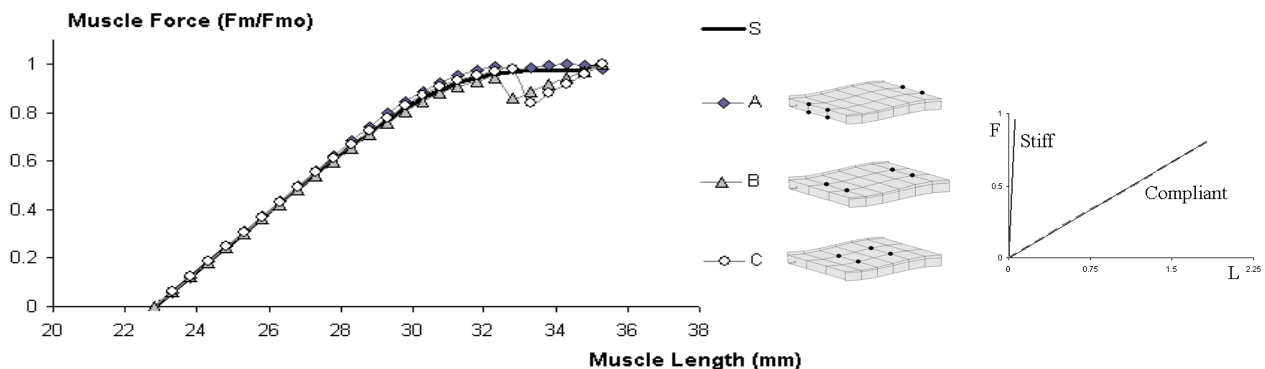 Muscle Force (Fm/Fmo)
1
0.8
0.6
0.4
0.2
0
20 22 24 26 28 30 32 34 36 38
Muscle Length (mm)
S
A
B
C
1
F
Stiff
0.5
Compliant
0
0 0.75 1.5 L 2.25